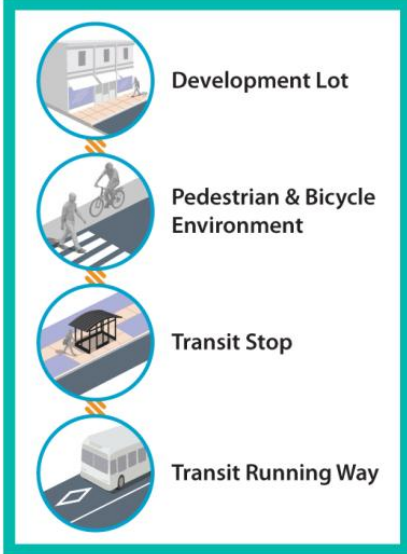 Development Lot
Pedestrian & Bicycle
Environment
Transit Stop
Transit Running Way